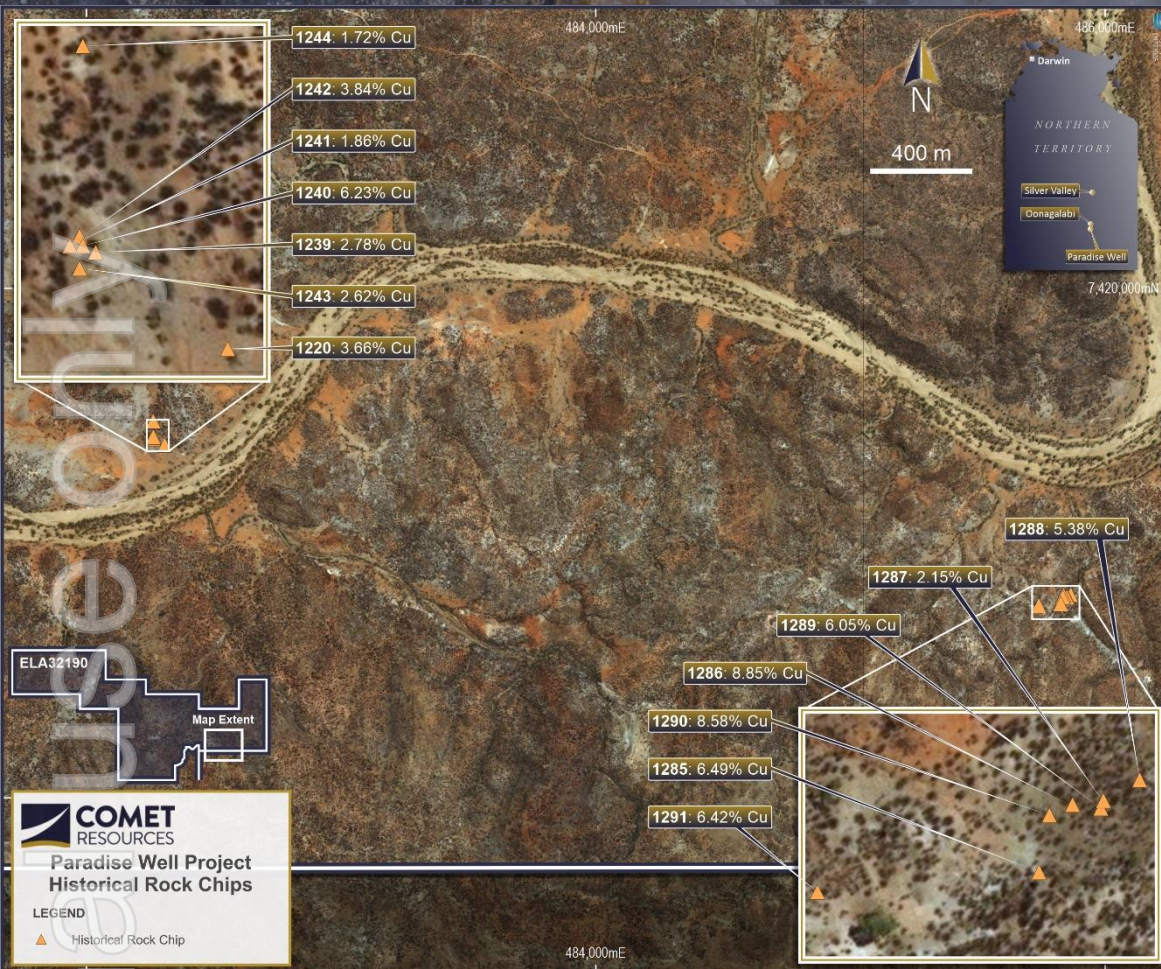 484,000mE
486,000mE
1244: 1.72% Cu
1242: 3.84% Cu
1241: 1.86% Cu
1240: 6.23% Cu
1239: 2.78% Cu
1243: 2.62% Cu
1220: 3.66% Cu
N
400 m
Darwin
NORTHERN
TERRITORY
Silver Valley
Oonagalabi
Paradise Well
7,420,000mN
1288: 5.38% Cu
1287: 2.15% Cu
1289: 6.05% Cu
1286: 8.85% Cu
1290: 8.58% Cu
1285: 6.49% Cu
1291: 6.42% Cu
ELA32190
Map Extent
COMET
RESOURCES
Paradise Well Project
Historical Rock Chips
LEGEND
Historical Rock Chip
484,000mE
al use only